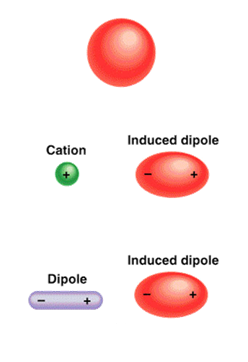 Induced dipole
Cation
+
− +
Induced dipole
Dipole
− +
− +